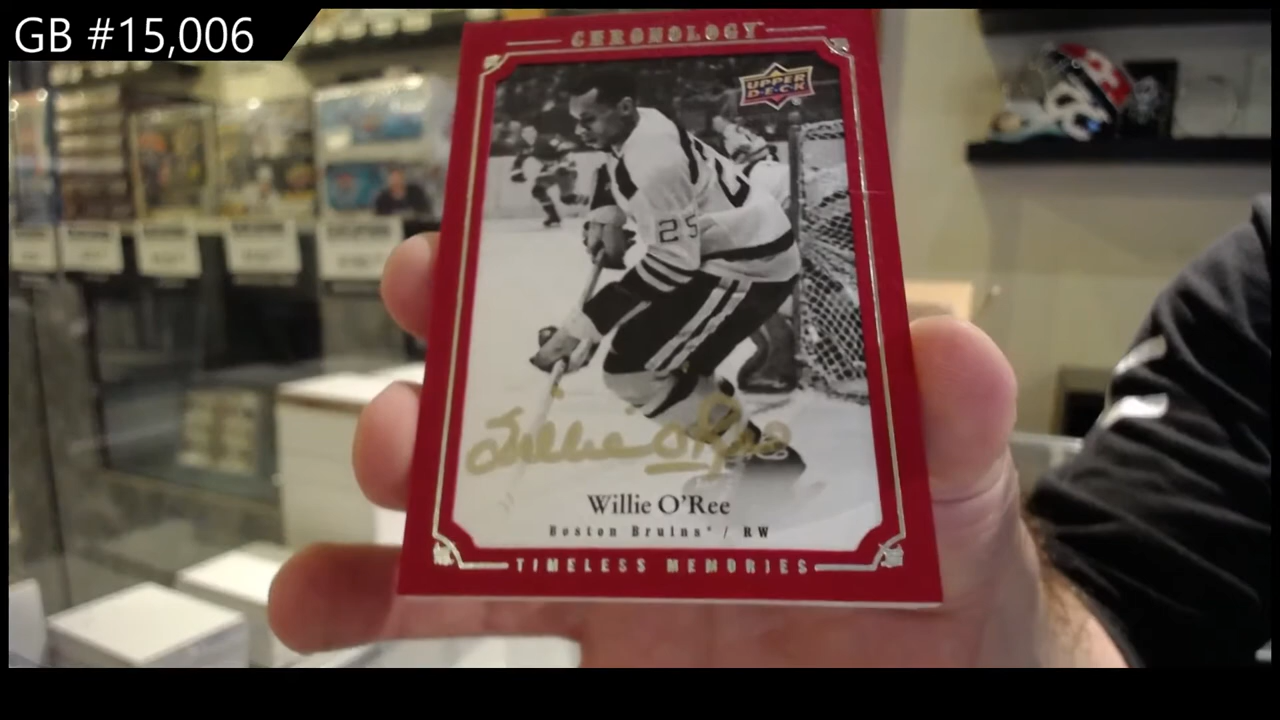 GB #15,006
CHRONOLOGY
UPPER
DECK
25
Willie O'Ree
Willie O'Ree
Boston Bruins* / RW
TIMELESS MEMORIES